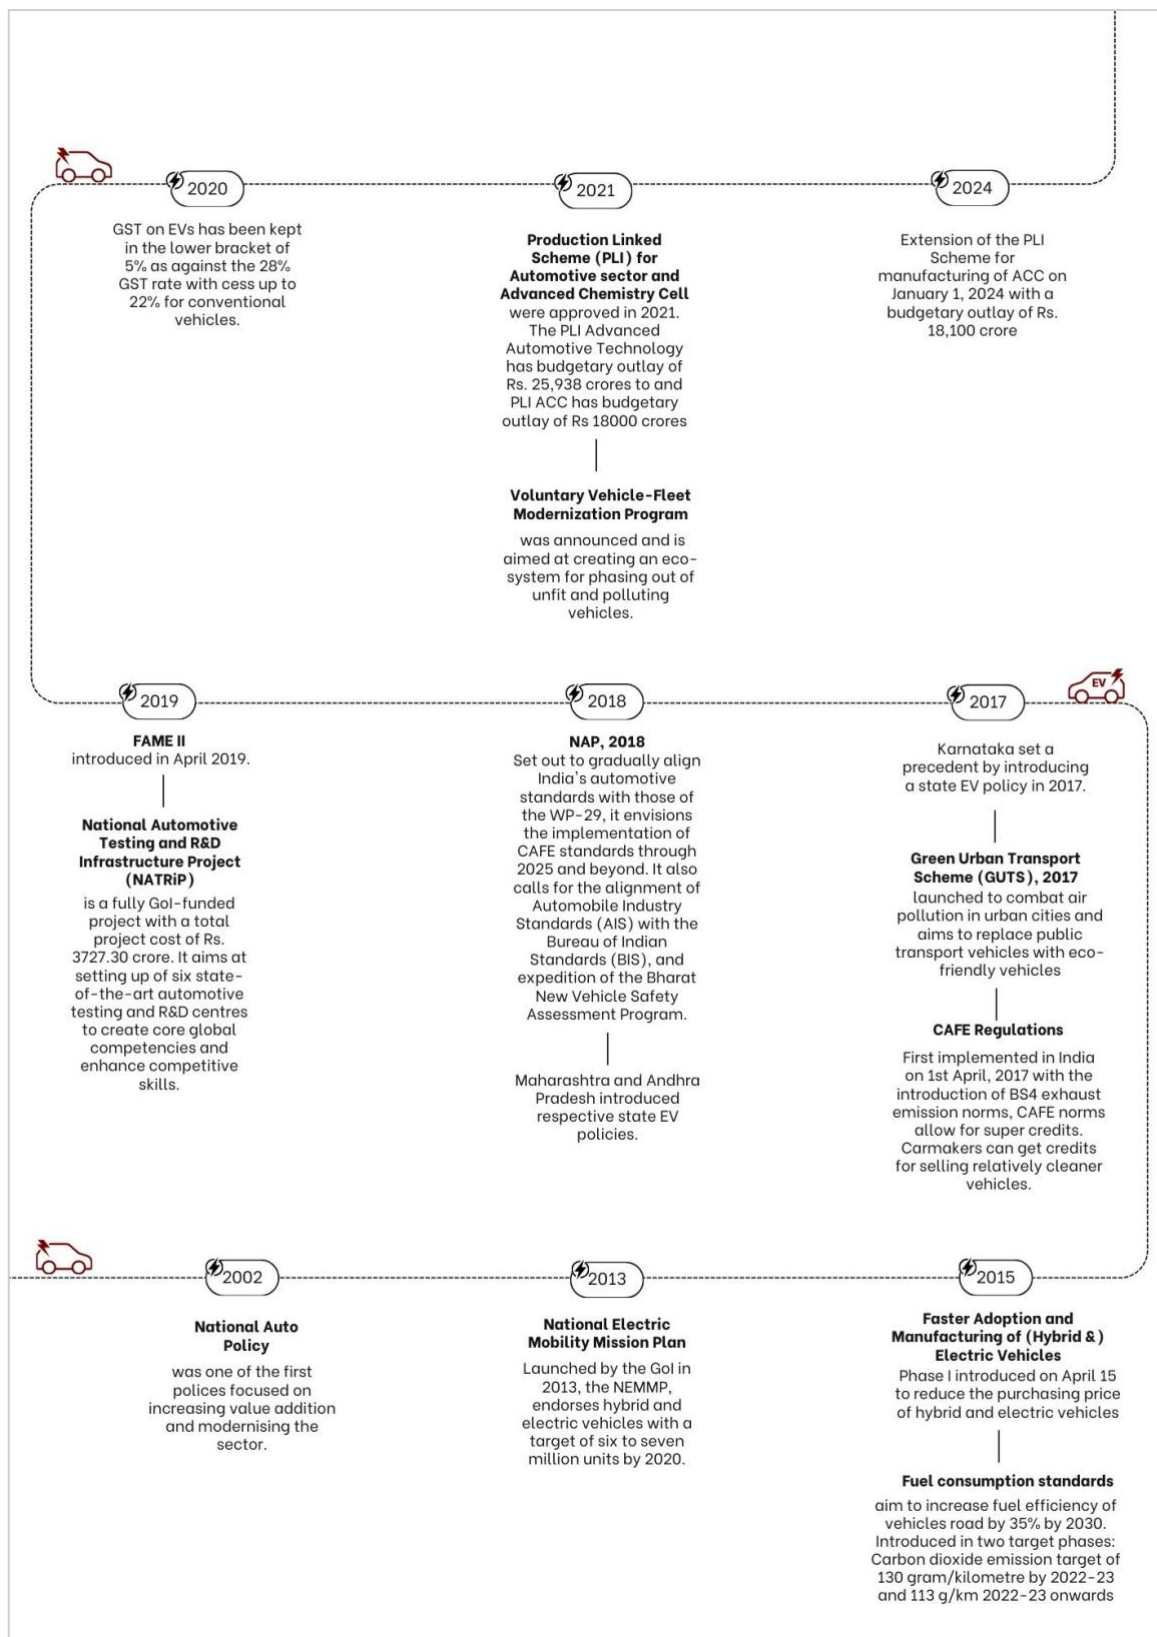 2020
GST on EVs has been kept
in the lower bracket of
5% as against the 28%
GST rate with cess up to
22% for conventional
vehicles.
2021
Production Linked
Scheme (PLI) for
Automotive sector and
Advanced Chemistry Cell
were approved in 2021.
The PLI Advanced
Automotive Technology
has budgetary outlay of
Rs. 25,938 crores to and
PLI ACC has budgetary
outlay of Rs 18000 crores
Voluntary Vehicle-Fleet
Modernization Program
was announced and is
aimed at creating an eco-
system for phasing out of
unfit and polluting
vehicles.
2024
Extension of the PLI
Scheme for
manufacturing of ACC on
January 1, 2024 with a
budgetary outlay of Rs.
18,100 crore
2019
FAME II
introduced in April 2019.
National Automotive
Testing and R&D
Infrastructure Project
(NATRiP)
is a fully GoI-funded
project with a total
project cost of Rs.
3727.30 crore. It aims at
setting up of six state-
of-the-art automotive
testing and R&D centres
to create core global
competencies and
enhance competitive
skills.
2018
NAP, 2018
Set out to gradually align
India's automotive
standards with those of
the WP-29, it envisions
the implementation of
CAFE standards through
2025 and beyond. It also
calls for the alignment of
Automobile Industry
Standards (AIS) with the
Bureau of Indian
Standards (BIS), and
expedition of the Bharat
New Vehicle Safety
Assessment Program.
Maharashtra and Andhra
Pradesh introduced
respective state EV
policies.
2017
EV
Karnataka set a
precedent by introducing
a state EV policy in 2017.
Green Urban Transport
Scheme (GUTS), 2017
launched to combat air
pollution in urban cities and
aims to replace public
transport vehicles with eco-
friendly vehicles
CAFE Regulations
First implemented in India
on 1st April, 2017 with the
introduction of BS4 exhaust
emission norms, CAFE norms
allow for super credits.
Carmakers can get credits
for selling relatively cleaner
vehicles.
2002
National Auto
Policy
was one of the first
polices focused on
increasing value addition
and modernising the
sector.
2013
National Electric
Mobility Mission Plan
Launched by the GoI in
2013, the NEMMP,
endorses hybrid and
electric vehicles with a
target of six to seven
million units by 2020.
2015
Faster Adoption and
Manufacturing of (Hybrid &)
Electric Vehicles
Phase I introduced on April 15
to reduce the purchasing price
of hybrid and electric vehicles
Fuel consumption standards
aim to increase fuel efficiency of
vehicles road by 35% by 2030.
Introduced in two target phases:
Carbon dioxide emission target of
130 gram/kilometre by 2022-23
and 113 g/km 2022-23 onwards